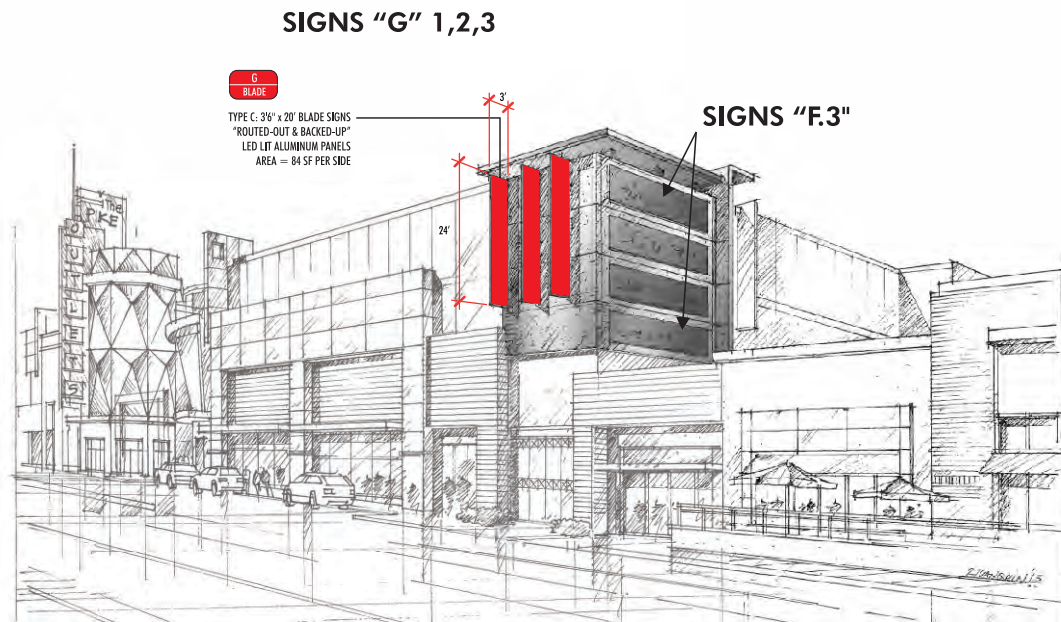 SIGNS “G” 1,2,3
G
BLADE
TYPE C: 3'6" x 20' BLADE SIGNS
"ROUTED-OUT & BACKED-UP"
LED LIT ALUMINUM PANELS
AREA = 84 SF PER SIDE
3'
24'
SIGNS “F.3"
The
PIKE
OUTLETS